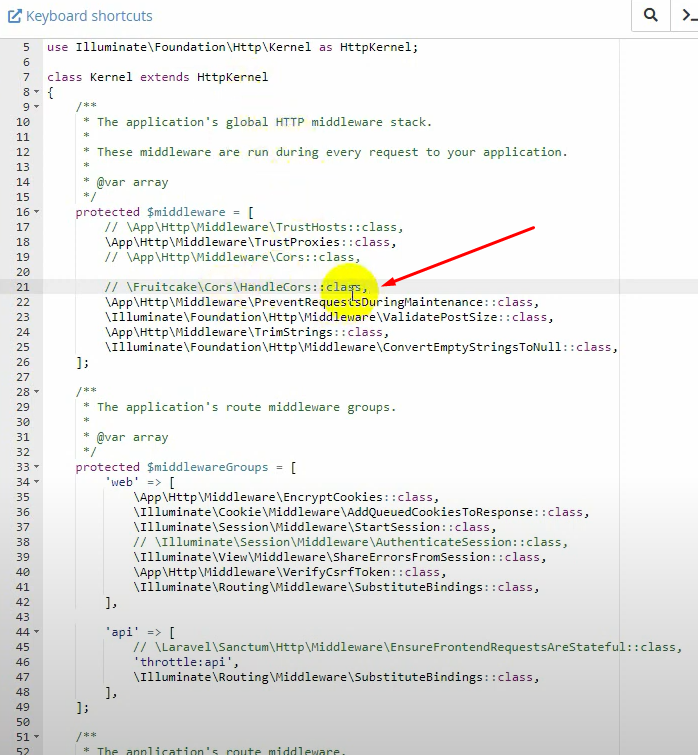 Keyboard shortcuts
5 use Illuminate\Foundation\Http\Kernel as HttpKernel;
6
7 class Kernel extends HttpKernel
8 {
9 /**
10 * The application's global HTTP middleware stack.
11 *
12 * These middleware are run during every request to your application.
13 *
14 * @var array
15 */
16 protected $middleware = [
17 // \App\Http\Middleware\TrustHosts::class,
18 \App\Http\Middleware\TrustProxies::class,
19 // \App\Http\Middleware\Cors::class,
20
21 // \Fruitcake\Cors\HandleCors::class,
22 \App\Http\Middleware\PreventRequestsDuringMaintenance::class,
23 \Illuminate\Foundation\Http\Middleware\ValidatePostSize::class,
24 \App\Http\Middleware\TrimStrings::class,
25 \Illuminate\Foundation\Http\Middleware\ConvertEmptyStringsToNull::class,
26 ];
27
28 /**
29 * The application's route middleware groups.
30 *
31 * @var array
32 */
33 protected $middlewareGroups = [
34 'web' => [
35 \App\Http\Middleware\EncryptCookies::class,
36 \Illuminate\Cookie\Middleware\AddQueuedCookiesToResponse::class,
37 \Illuminate\Session\Middleware\StartSession::class,
38 // \Illuminate\Session\Middleware\AuthenticateSession::class,
39 \Illuminate\View\Middleware\ShareErrorsFromSession::class,
40 \App\Http\Middleware\VerifyCsrfToken::class,
41 \Illuminate\Routing\Middleware\SubstituteBindings::class,
42 ],
43
44 'api' => [
45 // \Laravel\Sanctum\Http\Middleware\EnsureFrontendRequestsAreStateful::class,
46 'throttle:api',
47 \Illuminate\Routing\Middleware\SubstituteBindings::class,
48 ],
49 ];
50
51 /**
52 * The application's route middleware.